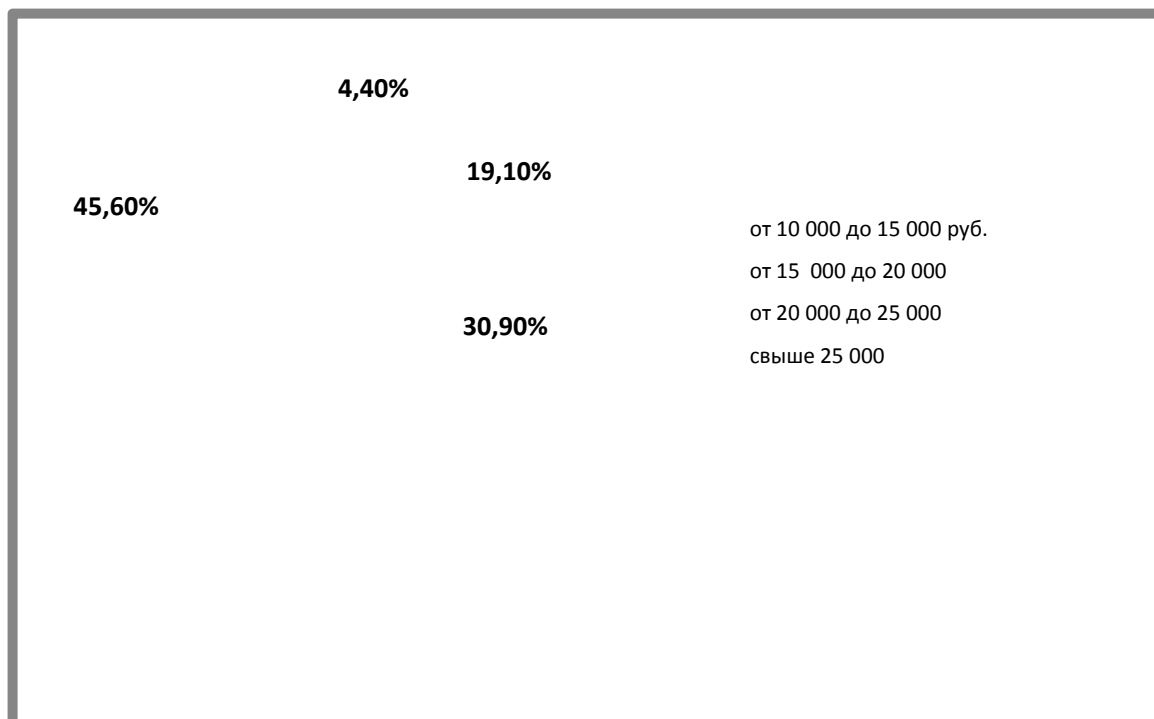 4,40%
19,10%
45,60%
30,90%
от 10 000 до 15 000 руб.
от 15  000 до 20 000
от 20 000 до 25 000
свыше 25 000